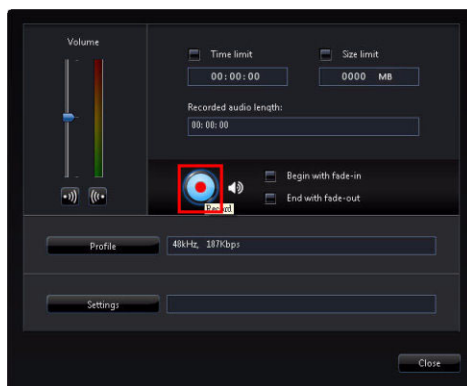 Volume
Time limit
Size limit
00:00:00
0000 MB
Recorded audio length:
00:00:00
Begin with fade-in
End with fade-out
Record
Profile
48kHz, 187Kbps
Settings
Close